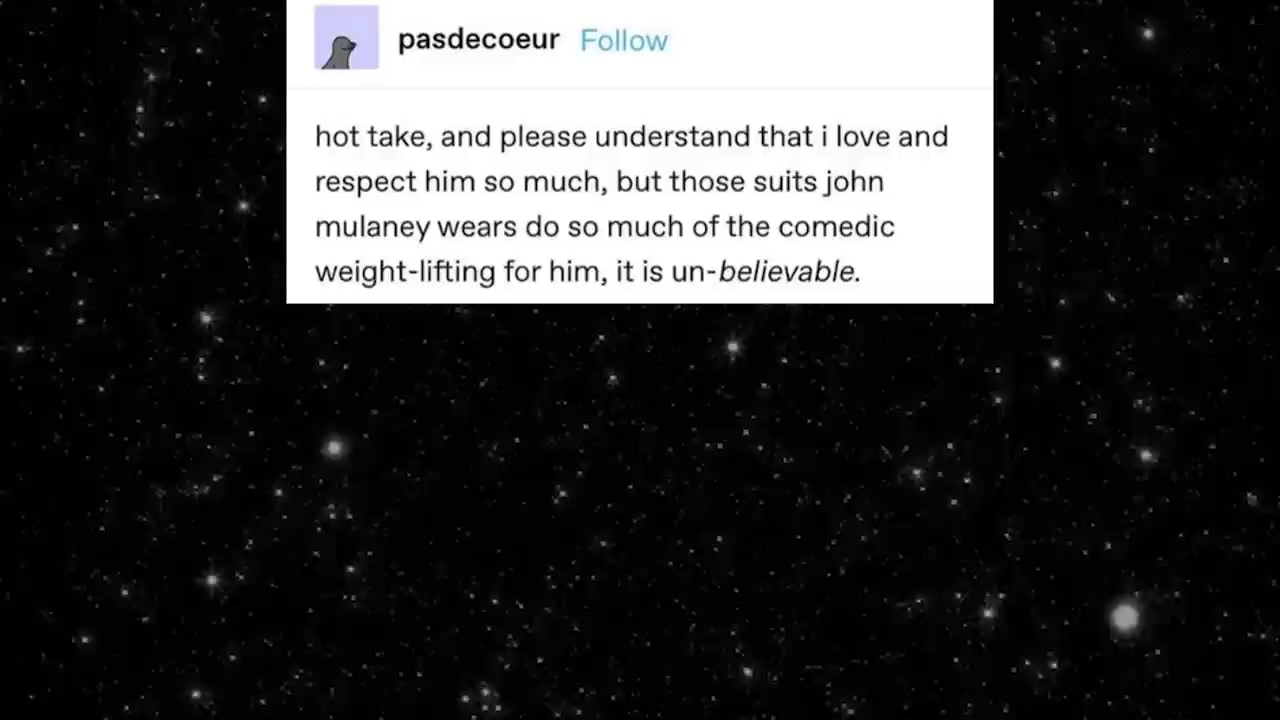 pasdecoeur Follow
hot take, and please understand that i love and
respect him so much, but those suits john
mulaney wears do so much of the comedic
weight-lifting for him, it is un-believable.